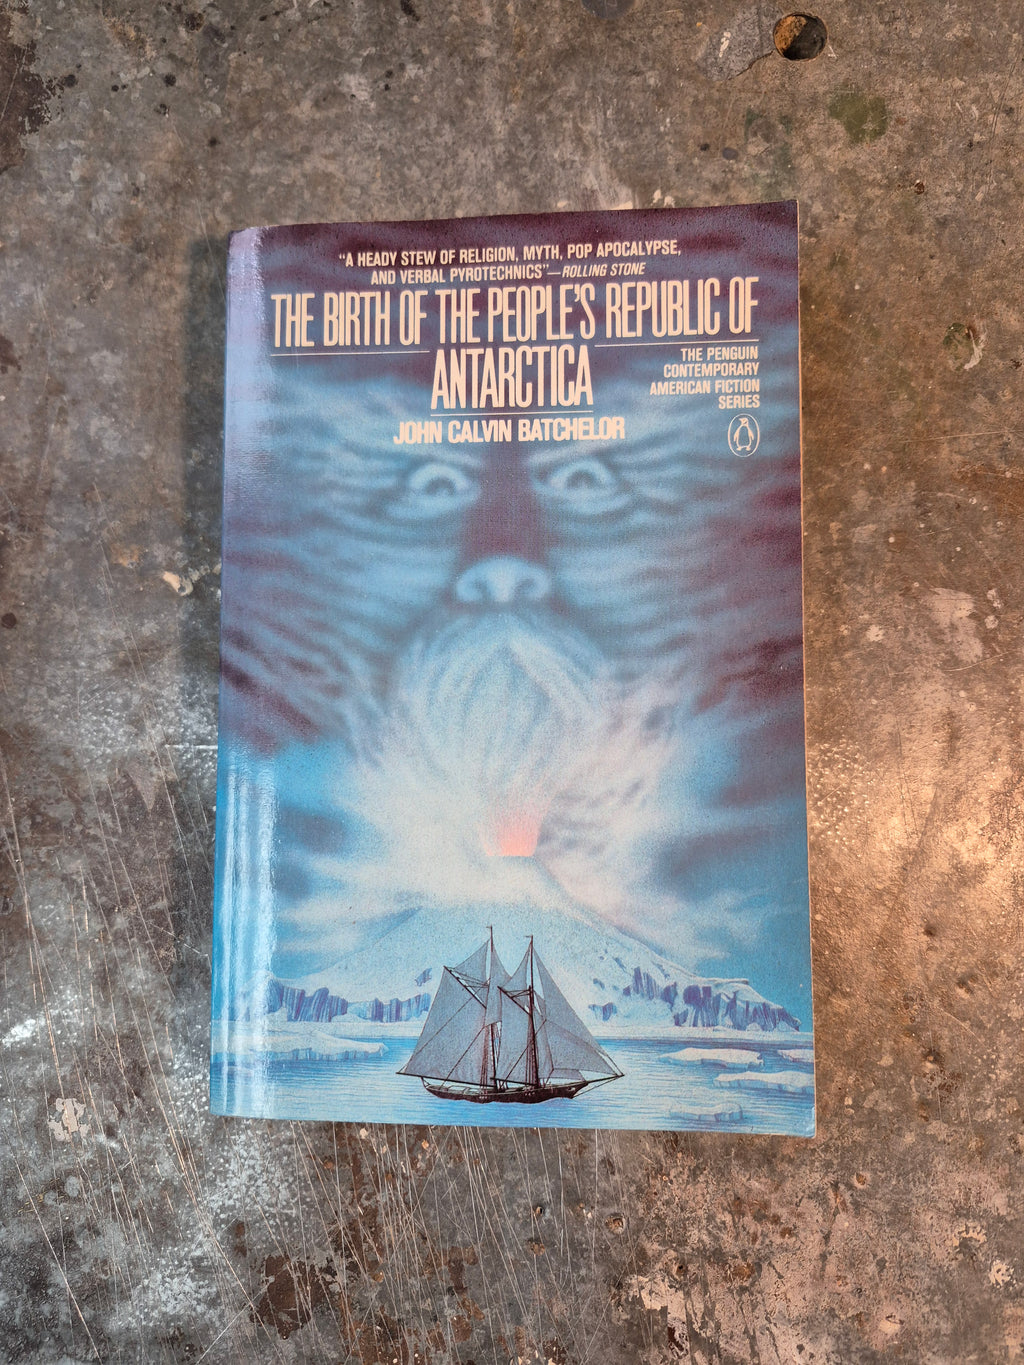 “A HEADY STEW OF RELIGION, MYTH, POP APOCALYPSE,
AND VERBAL PYROTECHNICS”—ROLLING STONE
THE BIRTH OF THE PEOPLE’S REPUBLIC OF
ANTARCTICA
THE PENGUIN
CONTEMPORARY
AMERICAN FICTION
SERIES
JOHN CALVIN BATCHELOR